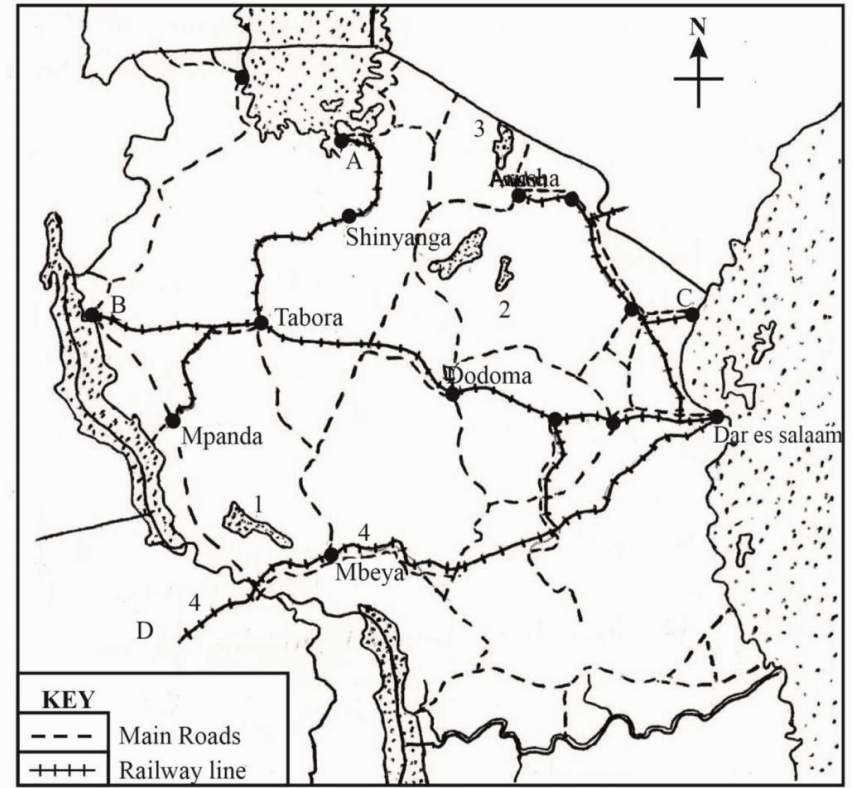 N
3
A
Arusha
Shinyanga
2
C
B
Tabora
Dodoma
Mpanda
Dar es salaam
1
4
Mbeya
4
D
KEY
Main Roads
Railway line